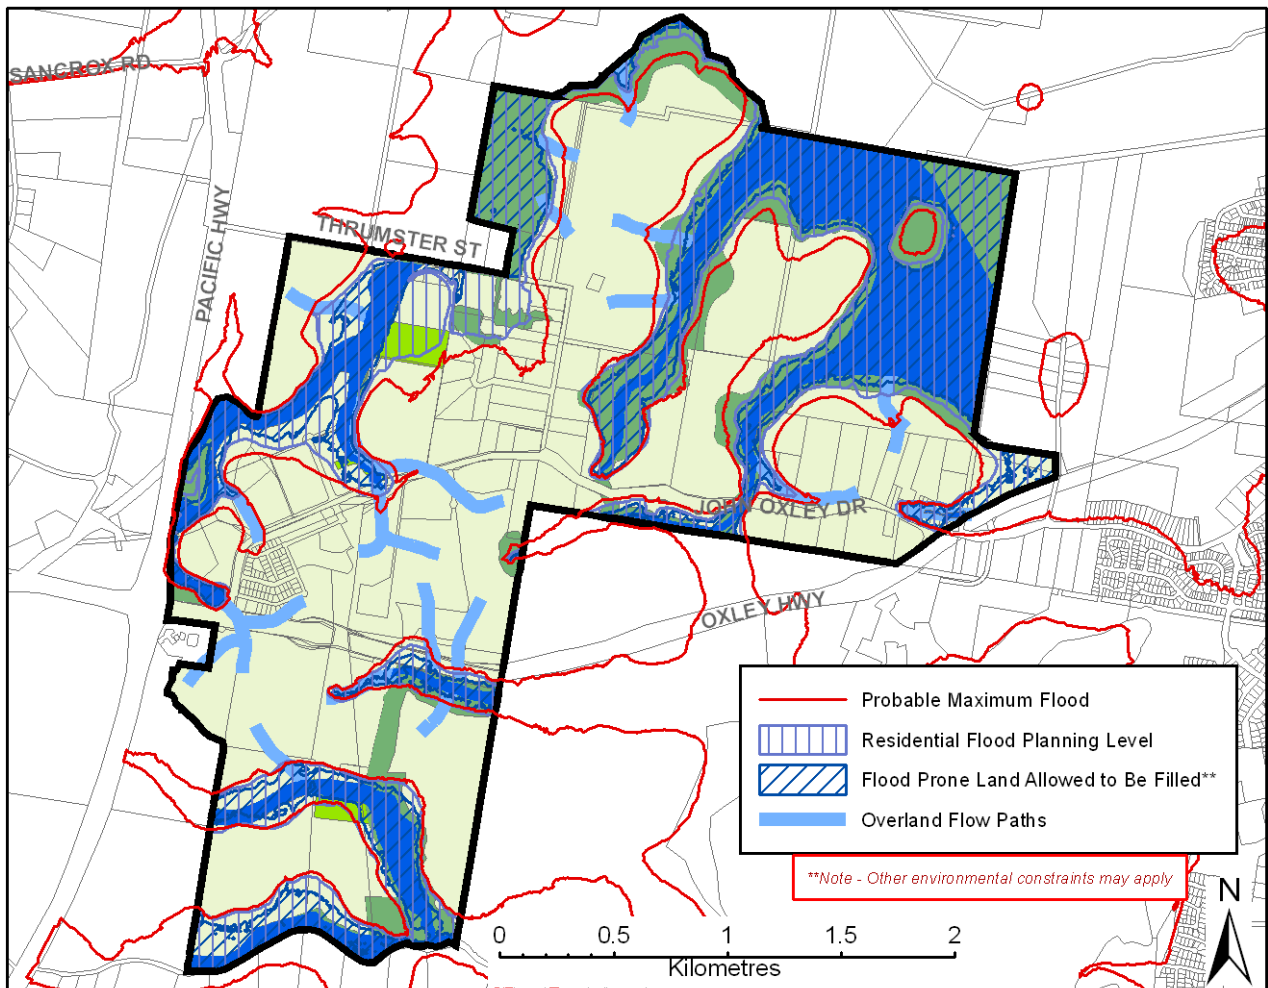 SANCROX RD
PACIFIC HWY
THRUMSTER ST
JOHN OXLEY DR
OXLEY HWY
Probable Maximum Flood
Residential Flood Planning Level
Flood Prone Land Allowed to Be Filled**
Overland Flow Paths
**Note - Other environmental constraints may apply
N
0 0.5 1 1.5 2
Kilometres